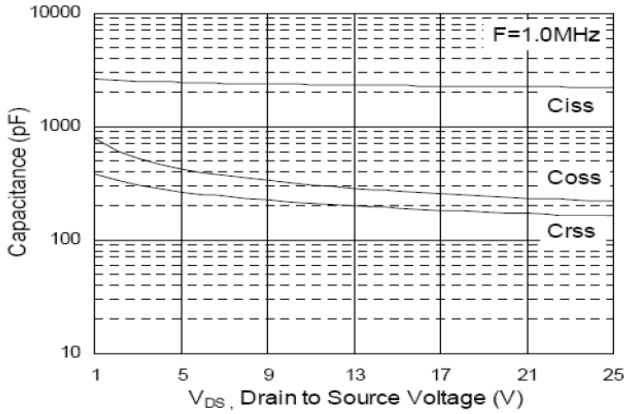 10000
F=1.0MHz
Ciss
1000
Capacitance (pF)
Coss
Crss
100
10
1 5 9 13 17 21 25
VDS , Drain to Source Voltage (V)